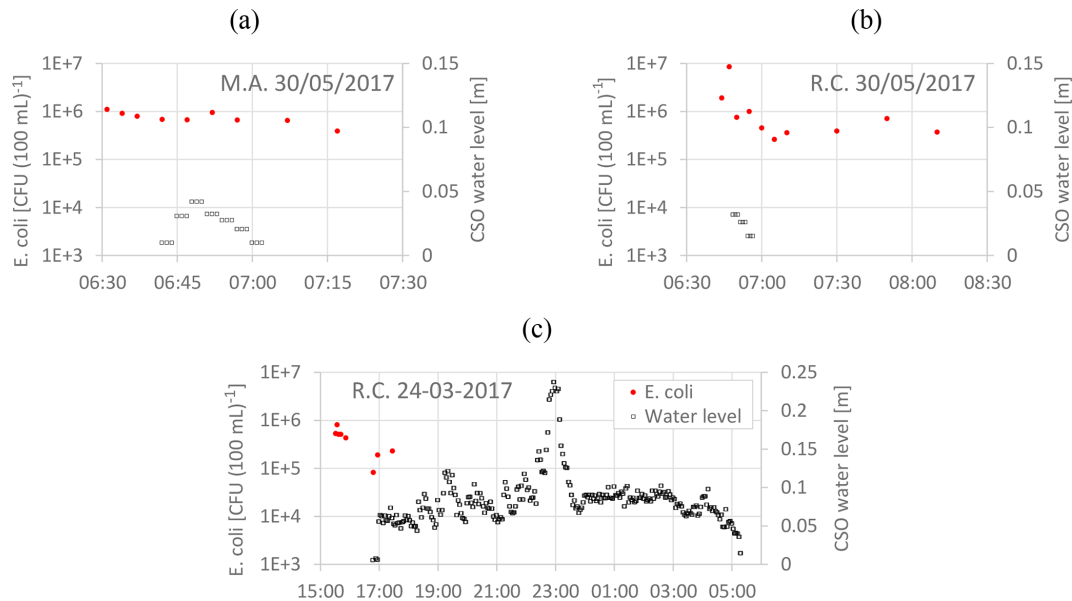 (a)
(b)
1E+7
1E+6
1E+5
1E+4
1E+3
E. coli [CFU (100 mL)⁻¹]
M.A. 30/05/2017
0.15
0.1
0.05
0
CSO water level [m]
06:30 06:45 07:00 07:15 07:30
1E+7
1E+6
1E+5
1E+4
1E+3
E. coli [CFU (100 mL)⁻¹]
R.C. 30/05/2017
0.15
0.1
0.05
0
CSO water level [m]
06:30 07:00 07:30 08:00 08:30
(c)
1E+7
1E+6
1E+5
1E+4
1E+3
E. coli [CFU (100 mL)⁻¹]
R.C. 24-03-2017
E. coli
Water level
0.25
0.2
0.15
0.1
0.05
0
CSO water level [m]
15:00 17:00 19:00 21:00 23:00 01:00 03:00 05:00